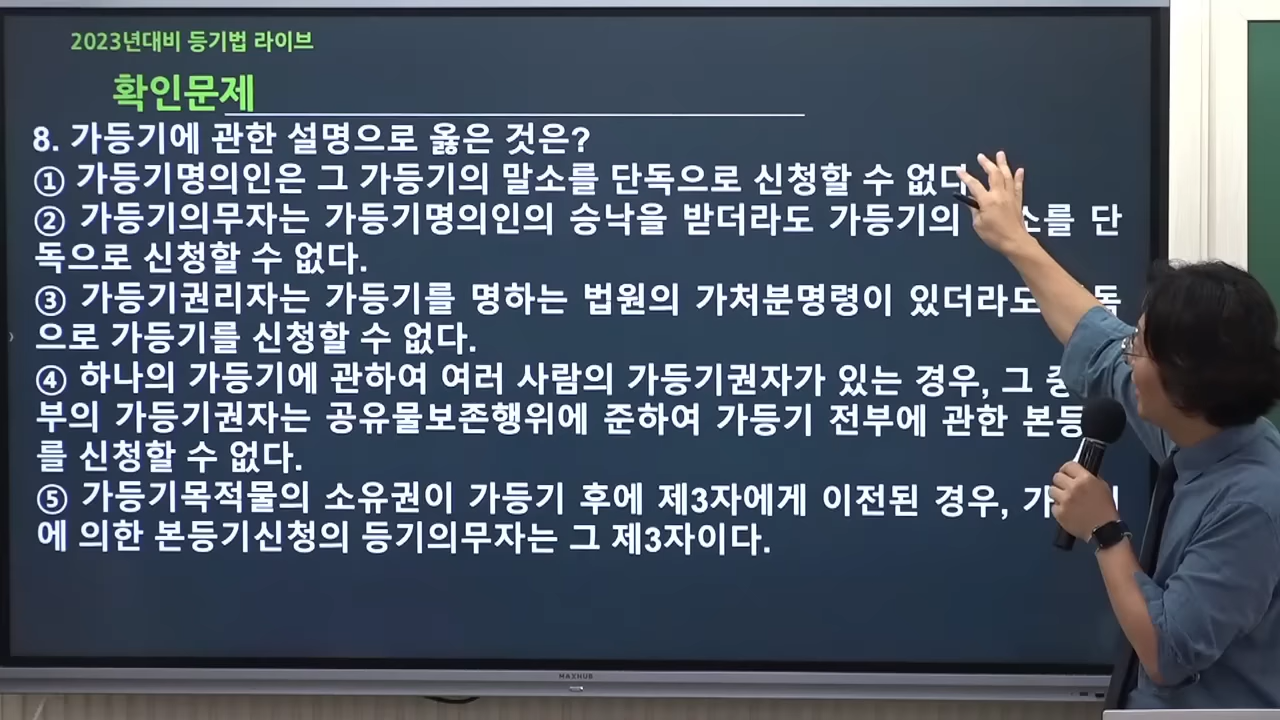 2023년대비 등기법 라이브
확인문제
8. 가등기에 관한 설명으로 옳은 것은?
① 가등기명의인은 그 가등기의 말소를 단독으로 신청할 수 없다
② 가등기의무자는 가등기명의인의 승낙을 받더라도 가등기의 소를 단
독으로 신청할 수 없다.
③ 가등기권리자는 가등기를 명하는 법원의 가처분명령이 있더라도
으로 가등기를 신청할 수 없다.
④ 하나의 가등기에 관하여 여러 사람의 가등기권자가 있는 경우, 그
부의 가등기권자는 공유물보존행위에 준하여 가등기 전부에 관한 본등
를 신청할 수 없다.
⑤ 가등기목적물의 소유권이 가등기 후에 제3자에게 이전된 경우, 가
에 의한 본등기신청의 등기의무자는 그 제3자이다.
MAXHUB